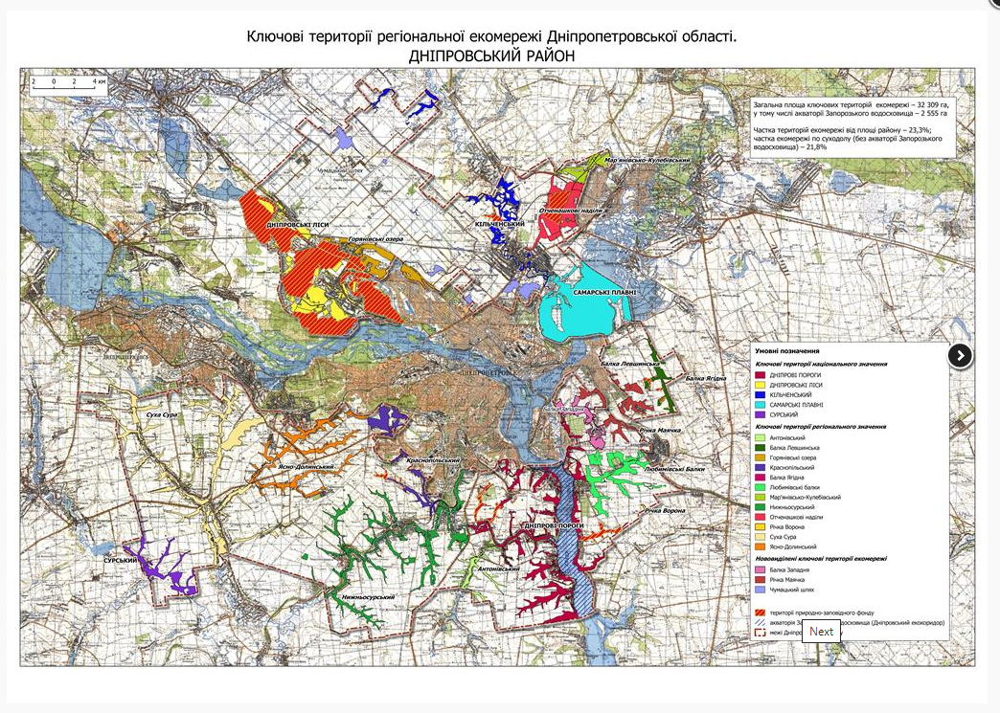 Ключові території регіональної екомережі Дніпропетровської області.
ДНІПРОВСЬКИЙ РАЙОН
2 0 2 4 км
Загальна площа ключових територій екомережі – 32 309 га,
у тому числі акваторії Запорозького водосховища – 2 555 га
Частка територій екомережі від площі району – 23,3%;
частка екомережі по суходолу (без акваторії Запорозького
водосховища) – 21,8%
Мар'янівсько-Кулебівський
Чумацький шлях
Отченашкові наділи
ДНІПРОВСЬКІ ЛІСИ
КІЛЬЧЕНСЬКИЙ
Горянівські озера
САМАРСЬКІ ПЛАВНІ
Балка Левшинська
Балка Ягідна
Суха Сура
Балка Западня
Річка Маячка
Краснопільський
Ясно-Долинський
Любимівські Балки
Річка Ворона
ДНІПРОВІ ПОРОГИ
СУРСЬКИЙ
Антонівський
Нижньосурський
Умовні позначення
Ключові території національного значення
ДНІПРОВІ ПОРОГИ
ДНІПРОВСЬКІ ЛІСИ
КІЛЬЧЕНСЬКИЙ
САМАРСЬКІ ПЛАВНІ
СУРСЬКИЙ
Ключові території регіонального значення
Антонівський
Балка Левшинська
Горянівські озера
Краснопільський
Балка Ягідна
Любимівські балки
Мар'янівсько-Кулебівський
Нижньосурський
Отченашкові наділи
Річка Ворона
Суха Сура
Ясно-Долинський
Нововиділені ключові території екомережі
Балка Западня
Річка Маячка
Чумацький шлях
території природно-заповідного фонду
акваторія (Дніпровський екокоридор)
межі
Next